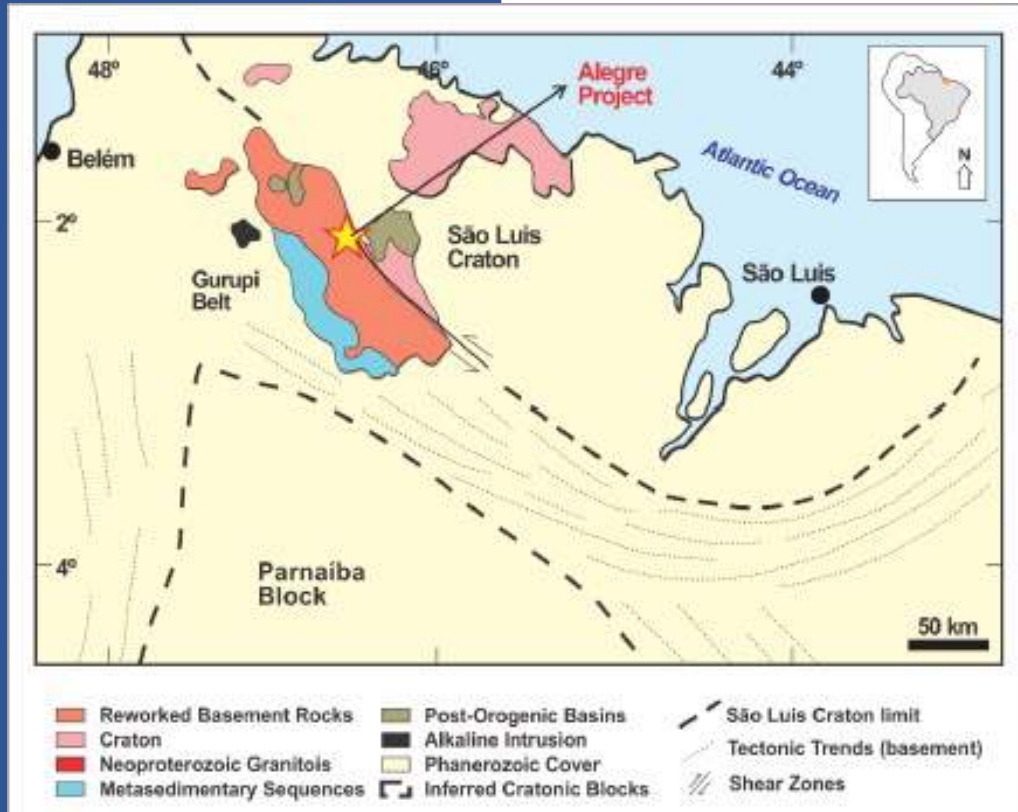 48º
46º
44º
Alegre
Project
Belém
Atlantic Ocean
N
2º
São Luis
Craton
São Luis
Gurupi
Belt
4º
Parnaiba
Block
50 km
Reworked Basement Rocks
Craton
Neoproterozoic Granitois
Metasedimentary Sequences
Post-Orogenic Basins
Alkaline Intrusion
Phanerozoic Cover
Inferred Cratonic Blocks
São Luis Craton limit
Tectonic Trends (basement)
Shear Zones